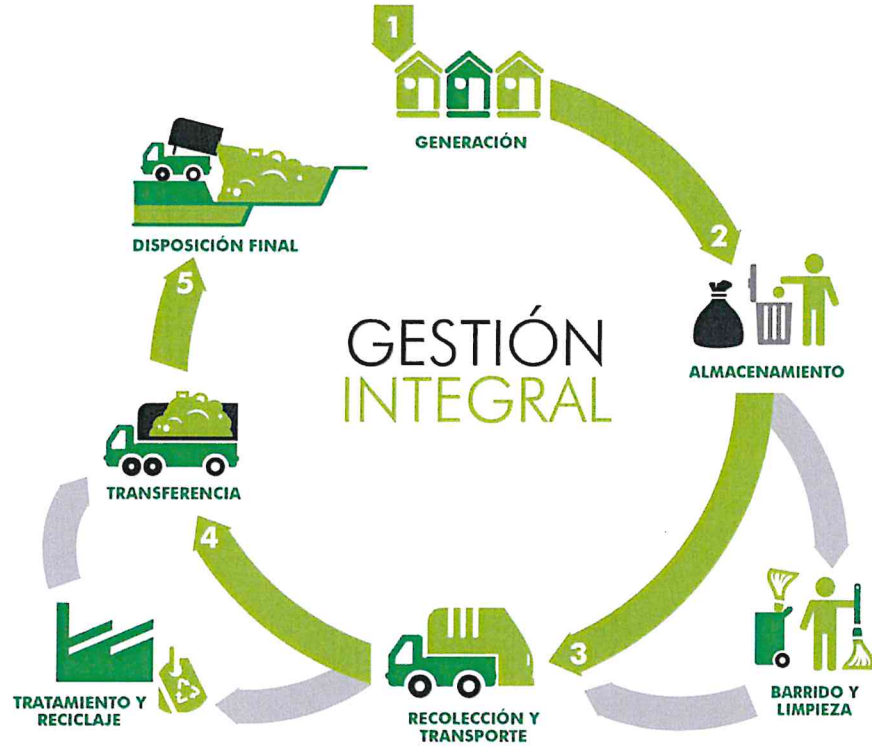 1
GENERACIÓN
2
ALMACENAMIENTO
BARRIDO Y
LIMPIEZA
3
RECOLECCIÓN Y
TRANSPORTE
TRATAMIENTO Y
RECICLAJE
4
TRANSFERENCIA
5
DISPOSICIÓN FINAL
GESTIÓN
INTEGRAL